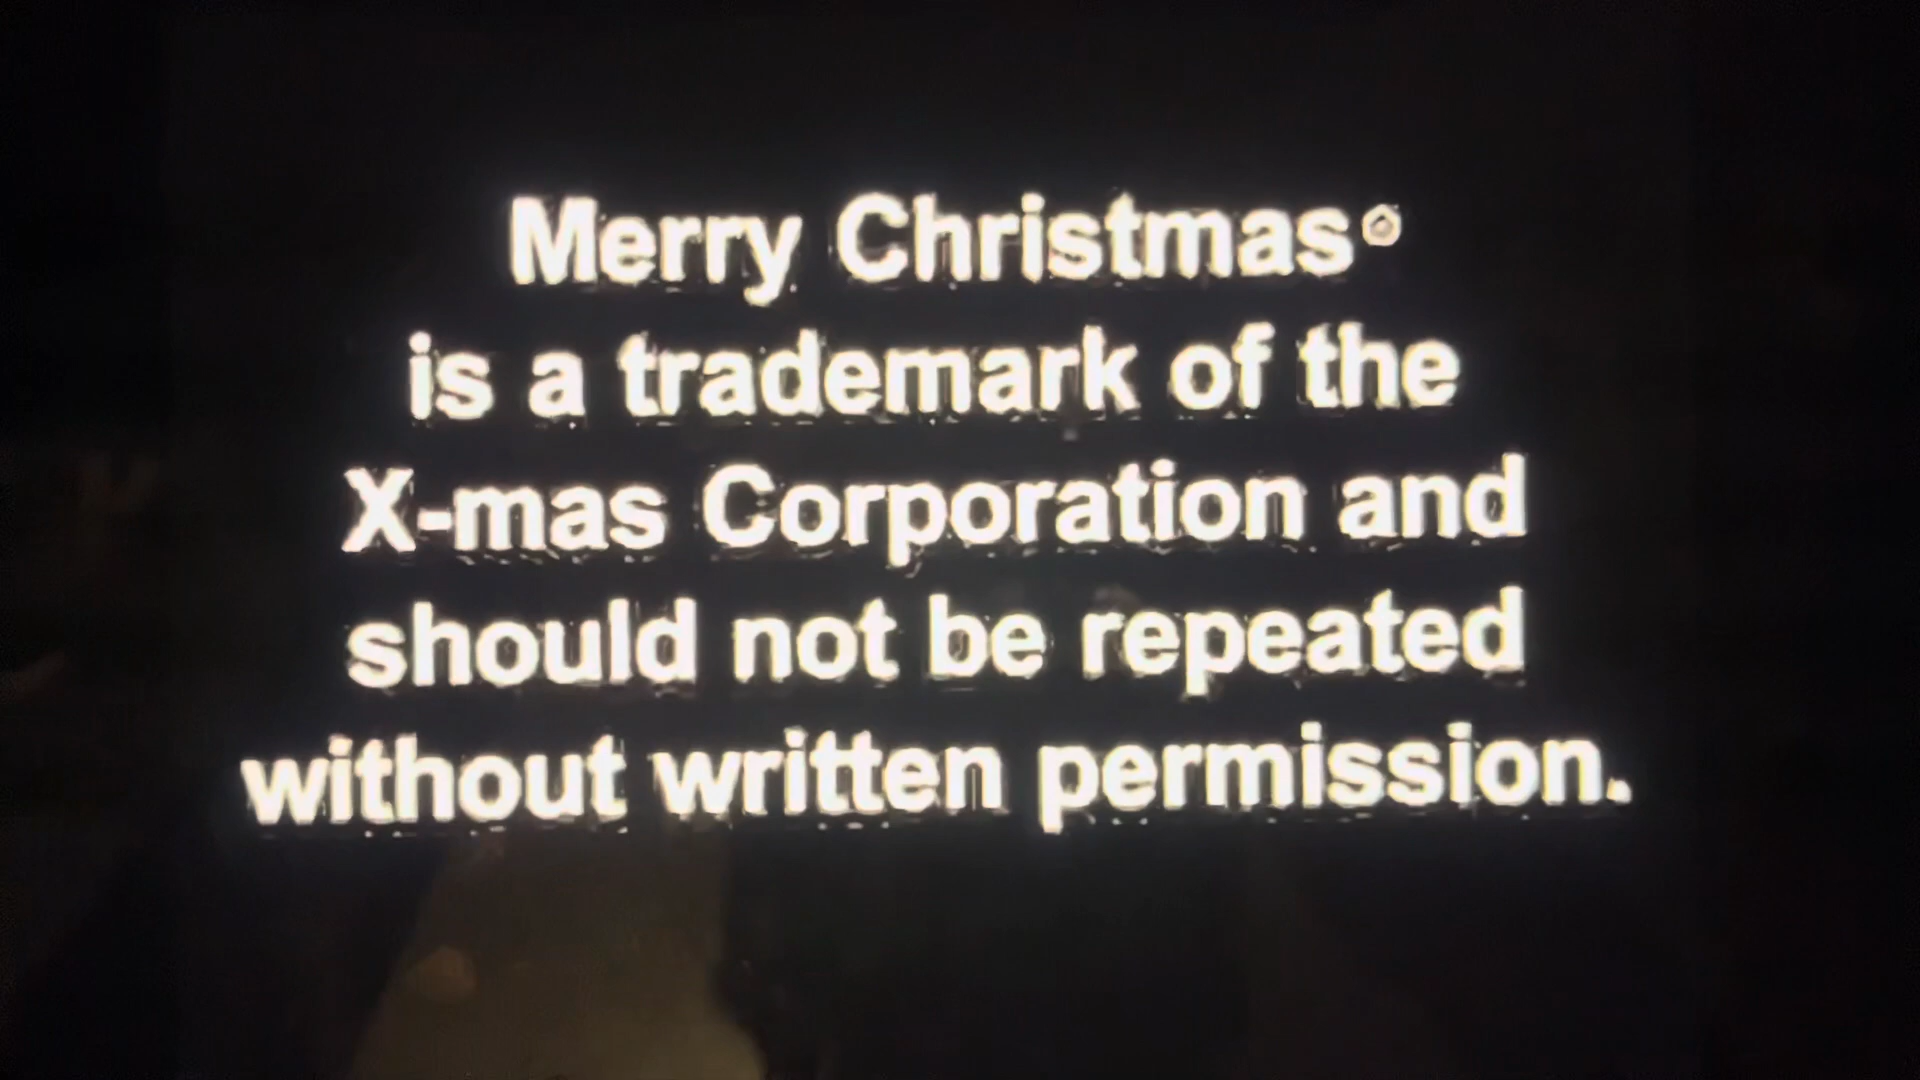 Merry Christmas®
is a trademark of the
X-mas Corporation and
should not be repeated
without written permission.